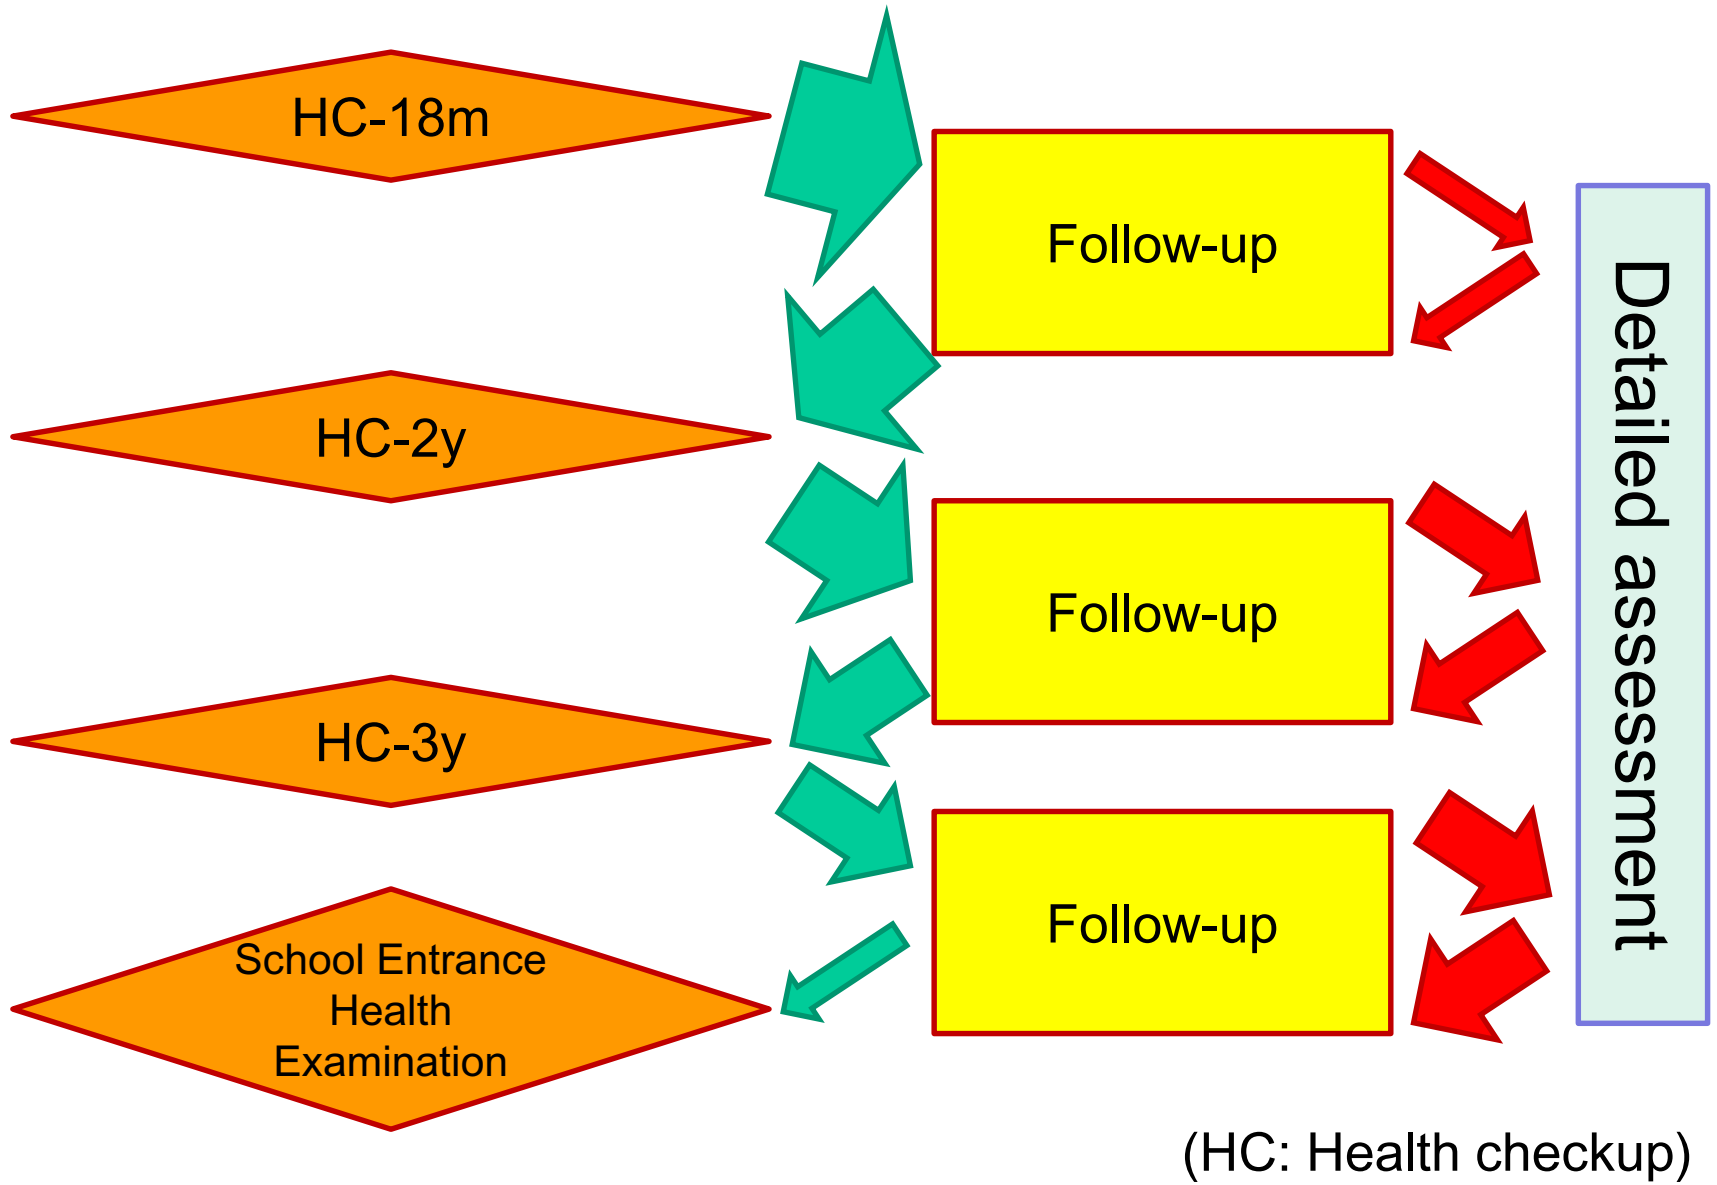 HC-18m
Follow-up
HC-2y
Follow-up
HC-3y
Follow-up
School Entrance
Health
Examination
Detailed assessment
(HC: Health checkup)